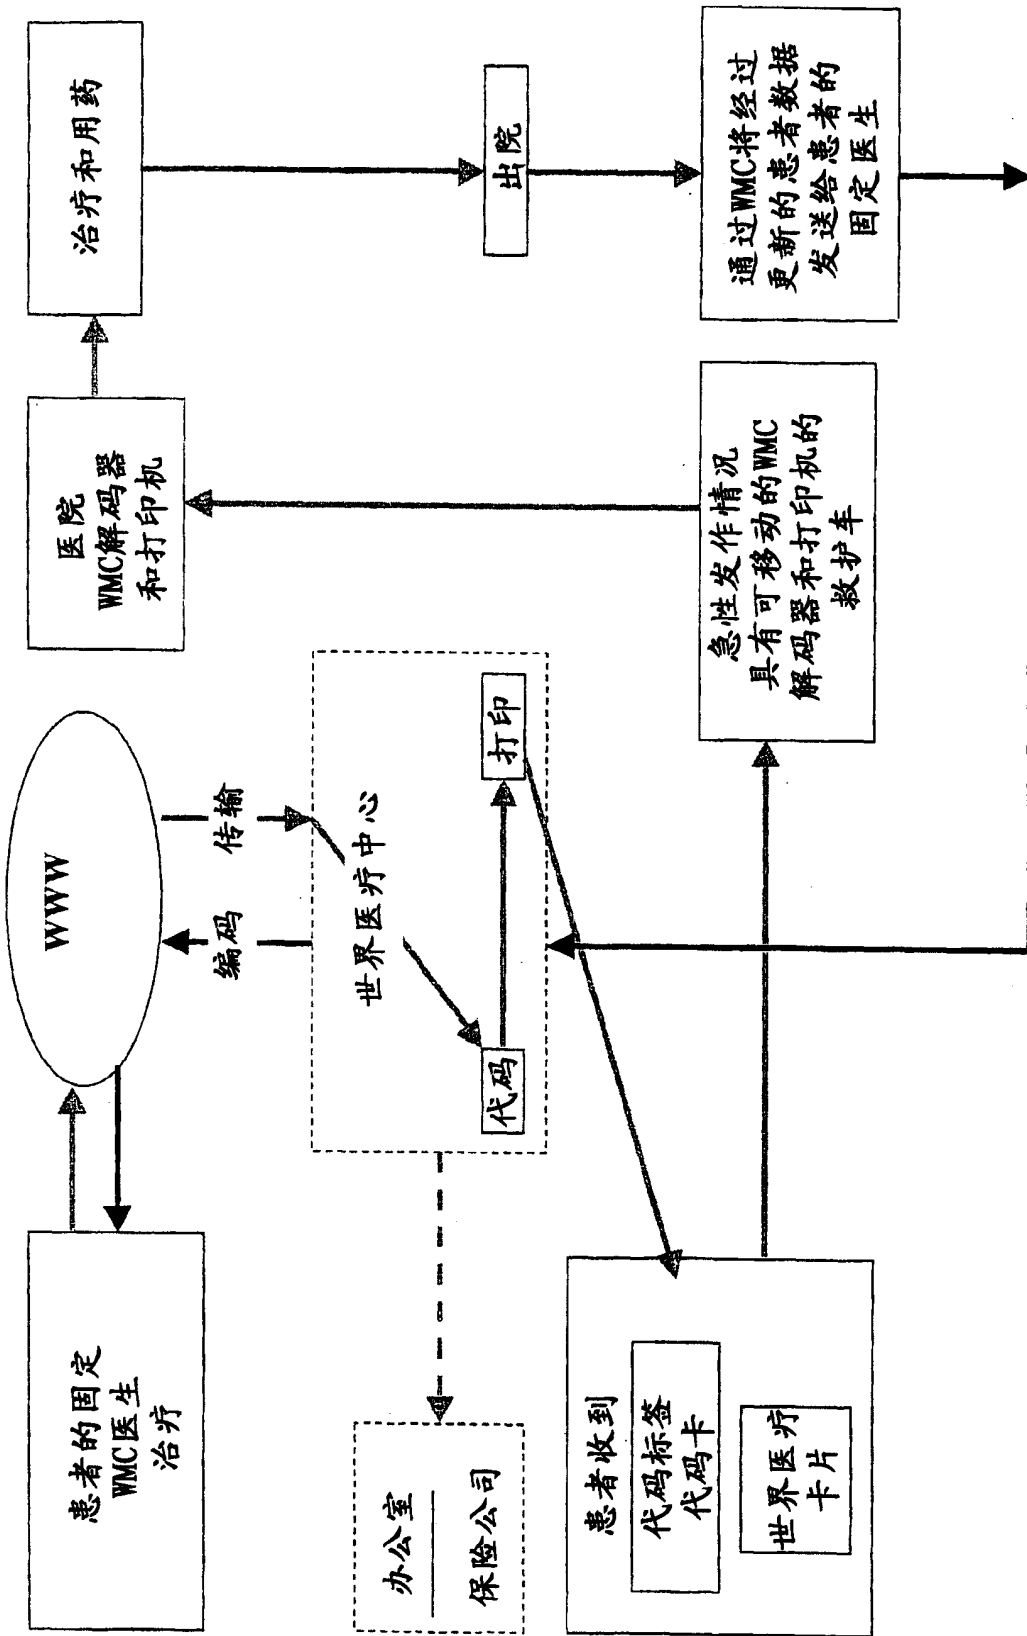 患者的固定
WMC医生
治疗
WWW
医院
WMC解码器
和打印机
治疗和用药
编码
传输
世界医疗中心
代码
打印
出院
办公室
保险公司
患者收到
代码标签
代码卡
世界医疗
卡片
急性发作情况
具有可移动的WMC
解码器和打印机的
救护车
通过WMC将经过
更新的患者数据
发送给患者的
固定医生